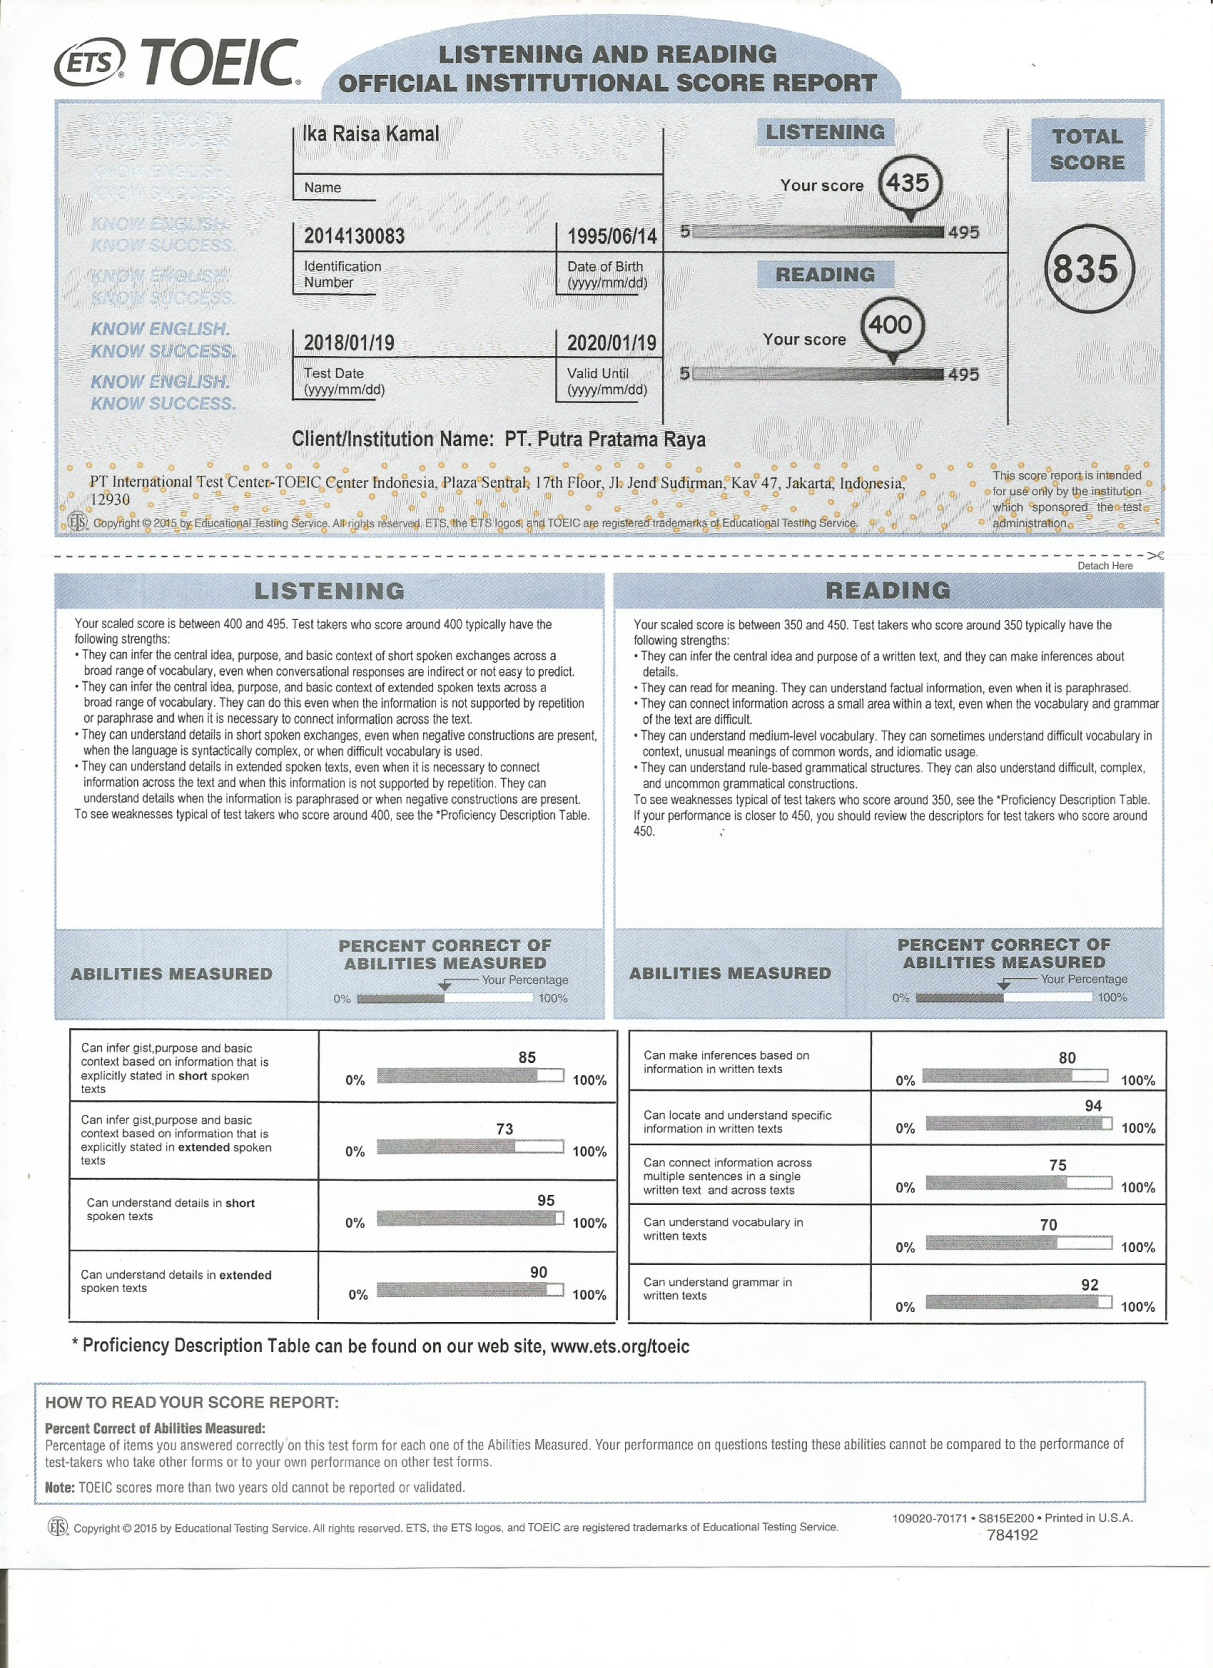 ETS® TOEIC®
LISTENING AND READING
OFFICIAL INSTITUTIONAL SCORE REPORT
KNOW ENGLISH.
KNOW SUCCESS.
KNOW ENGLISH.
KNOW SUCCESS.
KNOW ENGLISH.
KNOW SUCCESS.
KNOW ENGLISH.
KNOW SUCCESS.
KNOW ENGLISH.
KNOW SUCCESS.
Ika Raisa Kamal
Name
2014130083
Identification
Number
1995/06/14
Date of Birth
(yyyy/mm/dd)
2018/01/19
Test Date
(yyyy/mm/dd)
2020/01/19
Valid Until
(yyyy/mm/dd)
LISTENING
Your score 435
5 495
READING
Your score 400
5 495
TOTAL
SCORE
835
Client/Institution Name: PT. Putra Pratama Raya
COPY
PT International Test Center-TOEIC Center Indonesia, Plaza Sentral, 17th Floor, Jl. Jend Sudirman, Kav 47, Jakarta, Indonesia,
12930
ETS Copyright © 2015 by Educational Testing Service. All rights reserved. ETS, the ETS logos, and TOEIC are registered trademarks of Educational Testing Service.
This score report is intended
for use only by the institution
which sponsored the test
administration.
Detach Here
LISTENING
Your scaled score is between 400 and 495. Test takers who score around 400 typically have the
following strengths:
• They can infer the central idea, purpose, and basic context of short spoken exchanges across a
broad range of vocabulary, even when conversational responses are indirect or not easy to predict.
• They can infer the central idea, purpose, and basic context of extended spoken texts across a
broad range of vocabulary. They can do this even when the information is not supported by repetition
or paraphrase and when it is necessary to connect information across the text.
• They can understand details in short spoken exchanges, even when negative constructions are present,
when the language is syntactically complex, or when difficult vocabulary is used.
• They can understand details in extended spoken texts, even when it is necessary to connect
information across the text and when this information is not supported by repetition. They can
understand details when the information is paraphrased or when negative constructions are present.
To see weaknesses typical of test takers who score around 400, see the *Proficiency Description Table.
READING
Your scaled score is between 350 and 450. Test takers who score around 350 typically have the
following strengths:
• They can infer the central idea and purpose of a written text, and they can make inferences about
details.
• They can read for meaning. They can understand factual information, even when it is paraphrased.
• They can connect information across a small area within a text, even when the vocabulary and grammar
of the text are difficult.
• They can understand medium-level vocabulary. They can sometimes understand difficult vocabulary in
context, unusual meanings of common words, and idiomatic usage.
• They can understand rule-based grammatical structures. They can also understand difficult, complex,
and uncommon grammatical constructions.
To see weaknesses typical of test takers who score around 350, see the *Proficiency Description Table.
If your performance is closer to 450, you should review the descriptors for test takers who score around
450.
ABILITIES MEASURED
PERCENT CORRECT OF
ABILITIES MEASURED
Your Percentage
0% 100%
Can infer gist,purpose and basic
context based on information that is
explicitly stated in short spoken
texts
85
0% 100%
Can infer gist,purpose and basic
context based on information that is
explicitly stated in extended spoken
texts
73
0% 100%
Can understand details in short
spoken texts
95
0% 100%
Can understand details in extended
spoken texts
90
0% 100%
ABILITIES MEASURED
PERCENT CORRECT OF
ABILITIES MEASURED
Your Percentage
0% 100%
Can make inferences based on
information in written texts
80
0% 100%
Can locate and understand specific
information in written texts
94
0% 100%
Can connect information across
multiple sentences in a single
written text and across texts
75
0% 100%
Can understand vocabulary in
written texts
70
0% 100%
Can understand grammar in
written texts
92
0% 100%
* Proficiency Description Table can be found on our web site, www.ets.org/toeic
HOW TO READ YOUR SCORE REPORT:
Percent Correct of Abilities Measured:
Percentage of items you answered correctly on this test form for each one of the Abilities Measured. Your performance on questions testing these abilities cannot be compared to the performance of
test-takers who take other forms or to your own performance on other test forms.
Note: TOEIC scores more than two years old cannot be reported or validated.
ETS Copyright © 2015 by Educational Testing Service. All rights reserved. ETS, the ETS logos, and TOEIC are registered trademarks of Educational Testing Service.
109020-70171 • S815E200 • Printed in U.S.A.
784192